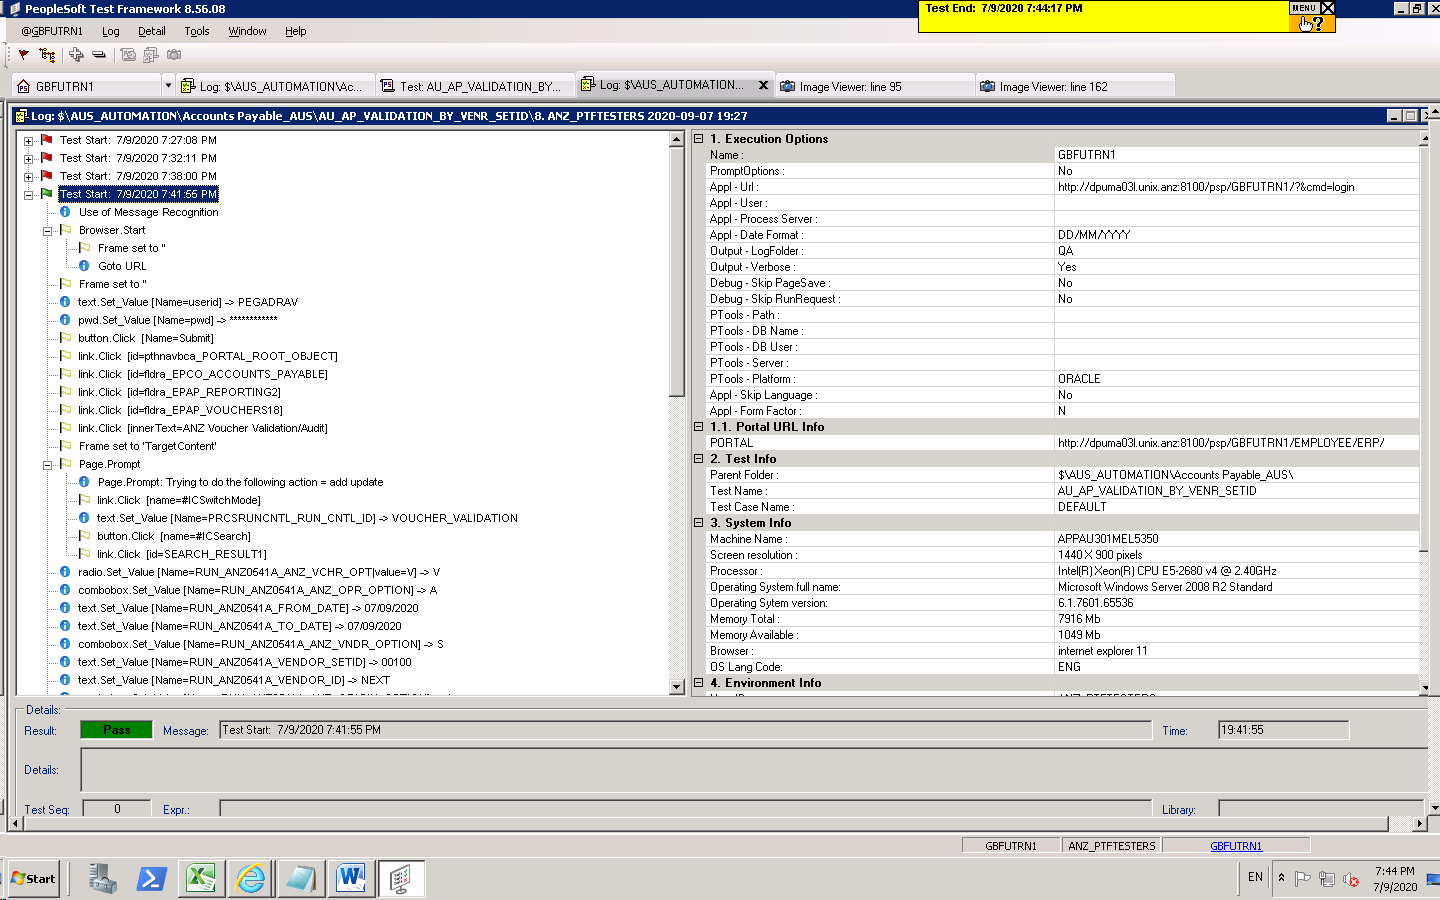 PeopleSoft Test Framework 8.56.08
Test End:  7/9/2020 7:44:17 PM
MENU
@GBFUTRN1 Log Detail Tools Window Help
GBFUTRN1
Log: $\AUS_AUTOMATION\Ac...
Test: AU_AP_VALIDATION_BY_...
Log: $\AUS_AUTOMATION...
Image Viewer: line 95
Image Viewer: line 162
Log: $\AUS_AUTOMATION\Accounts Payable_AUS\AU_AP_VALIDATION_BY_VENR_SETID\8. ANZ_PTFTESTERS 2020-09-07 19:27
Test Start:  7/9/2020 7:27:08 PM
Test Start:  7/9/2020 7:32:11 PM
Test Start:  7/9/2020 7:38:00 PM
Test Start:  7/9/2020 7:41:55 PM
Use of Message Recognition
Browser.Start
Frame set to ''
Goto URL
Frame set to ''
text.Set_Value [Name=userid] -> PEGADRAV
pwd.Set_Value [Name=pwd] -> ************
button.Click  [Name=Submit]
link.Click  [id=pthnavbca_PORTAL_ROOT_OBJECT]
link.Click  [id=fldra_EPCO_ACCOUNTS_PAYABLE]
link.Click  [id=fldra_EPAP_REPORTING2]
link.Click  [id=fldra_EPAP_VOUCHERS18]
link.Click  [innerText=ANZ Voucher Validation/Audit]
Frame set to 'TargetContent'
Page.Prompt
Page.Prompt: Trying to do the following action = add update
link.Click  [name=#ICSwitchMode]
text.Set_Value [Name=PRCSRUNCNTL_RUN_CNTL_ID] -> VOUCHER_VALIDATION
button.Click  [name=#ICSearch]
link.Click  [id=SEARCH_RESULT1]
radio.Set_Value [Name=RUN_ANZ0541A_ANZ_VCHR_OPT|value=V] -> V
combobox.Set_Value [Name=RUN_ANZ0541A_ANZ_OPR_OPTION] -> A
text.Set_Value [Name=RUN_ANZ0541A_FROM_DATE] -> 07/09/2020
text.Set_Value [Name=RUN_ANZ0541A_TO_DATE] -> 07/09/2020
combobox.Set_Value [Name=RUN_ANZ0541A_ANZ_VNDR_OPTION] -> S
text.Set_Value [Name=RUN_ANZ0541A_VENDOR_SETID] -> 00100
text.Set_Value [Name=RUN_ANZ0541A_VENDOR_ID] -> NEXT
1. Execution Options
Name : GBFUTRN1
PromptOptions : No
Appl - Url : http://dpuma03l.unix.anz:8100/psp/GBFUTRN1/?&cmd=login
Appl - User :
Appl - Process Server :
Appl - Date Format : DD/MM/YYYY
Output - LogFolder : QA
Output - Verbose : Yes
Debug - Skip PageSave : No
Debug - Skip RunRequest : No
PTools - Path :
PTools - DB Name :
PTools - DB User :
PTools - Server :
PTools - Platform : ORACLE
Appl - Skip Language : No
Appl - Form Factor : N
1.1. Portal URL Info
PORTAL http://dpuma03l.unix.anz:8100/psp/GBFUTRN1/EMPLOYEE/ERP/
2. Test Info
Parent Folder : $\AUS_AUTOMATION\Accounts Payable_AUS\
Test Name : AU_AP_VALIDATION_BY_VENR_SETID
Test Case Name : DEFAULT
3. System Info
Machine Name : APPAU301MEL5350
Screen resolution : 1440 X 900 pixels
Processor : Intel(R) Xeon(R) CPU E5-2680 v4 @ 2.40GHz
Operating System full name: Microsoft Windows Server 2008 R2 Standard
Operating Sytem version: 6.1.7601.65536
Memory Total : 7916 Mb
Memory Available : 1049 Mb
Browser : internet explorer 11
OS Lang Code: ENG
4. Environment Info
Details:
Result: Pass Message: Test Start:  7/9/2020 7:41:55 PM Time: 19:41:55
Details:
Test Seq: 0 Expr.: Library:
GBFUTRN1 ANZ_PTFTESTERS GBFUTRN1
Start
EN
7:44 PM
7/9/2020